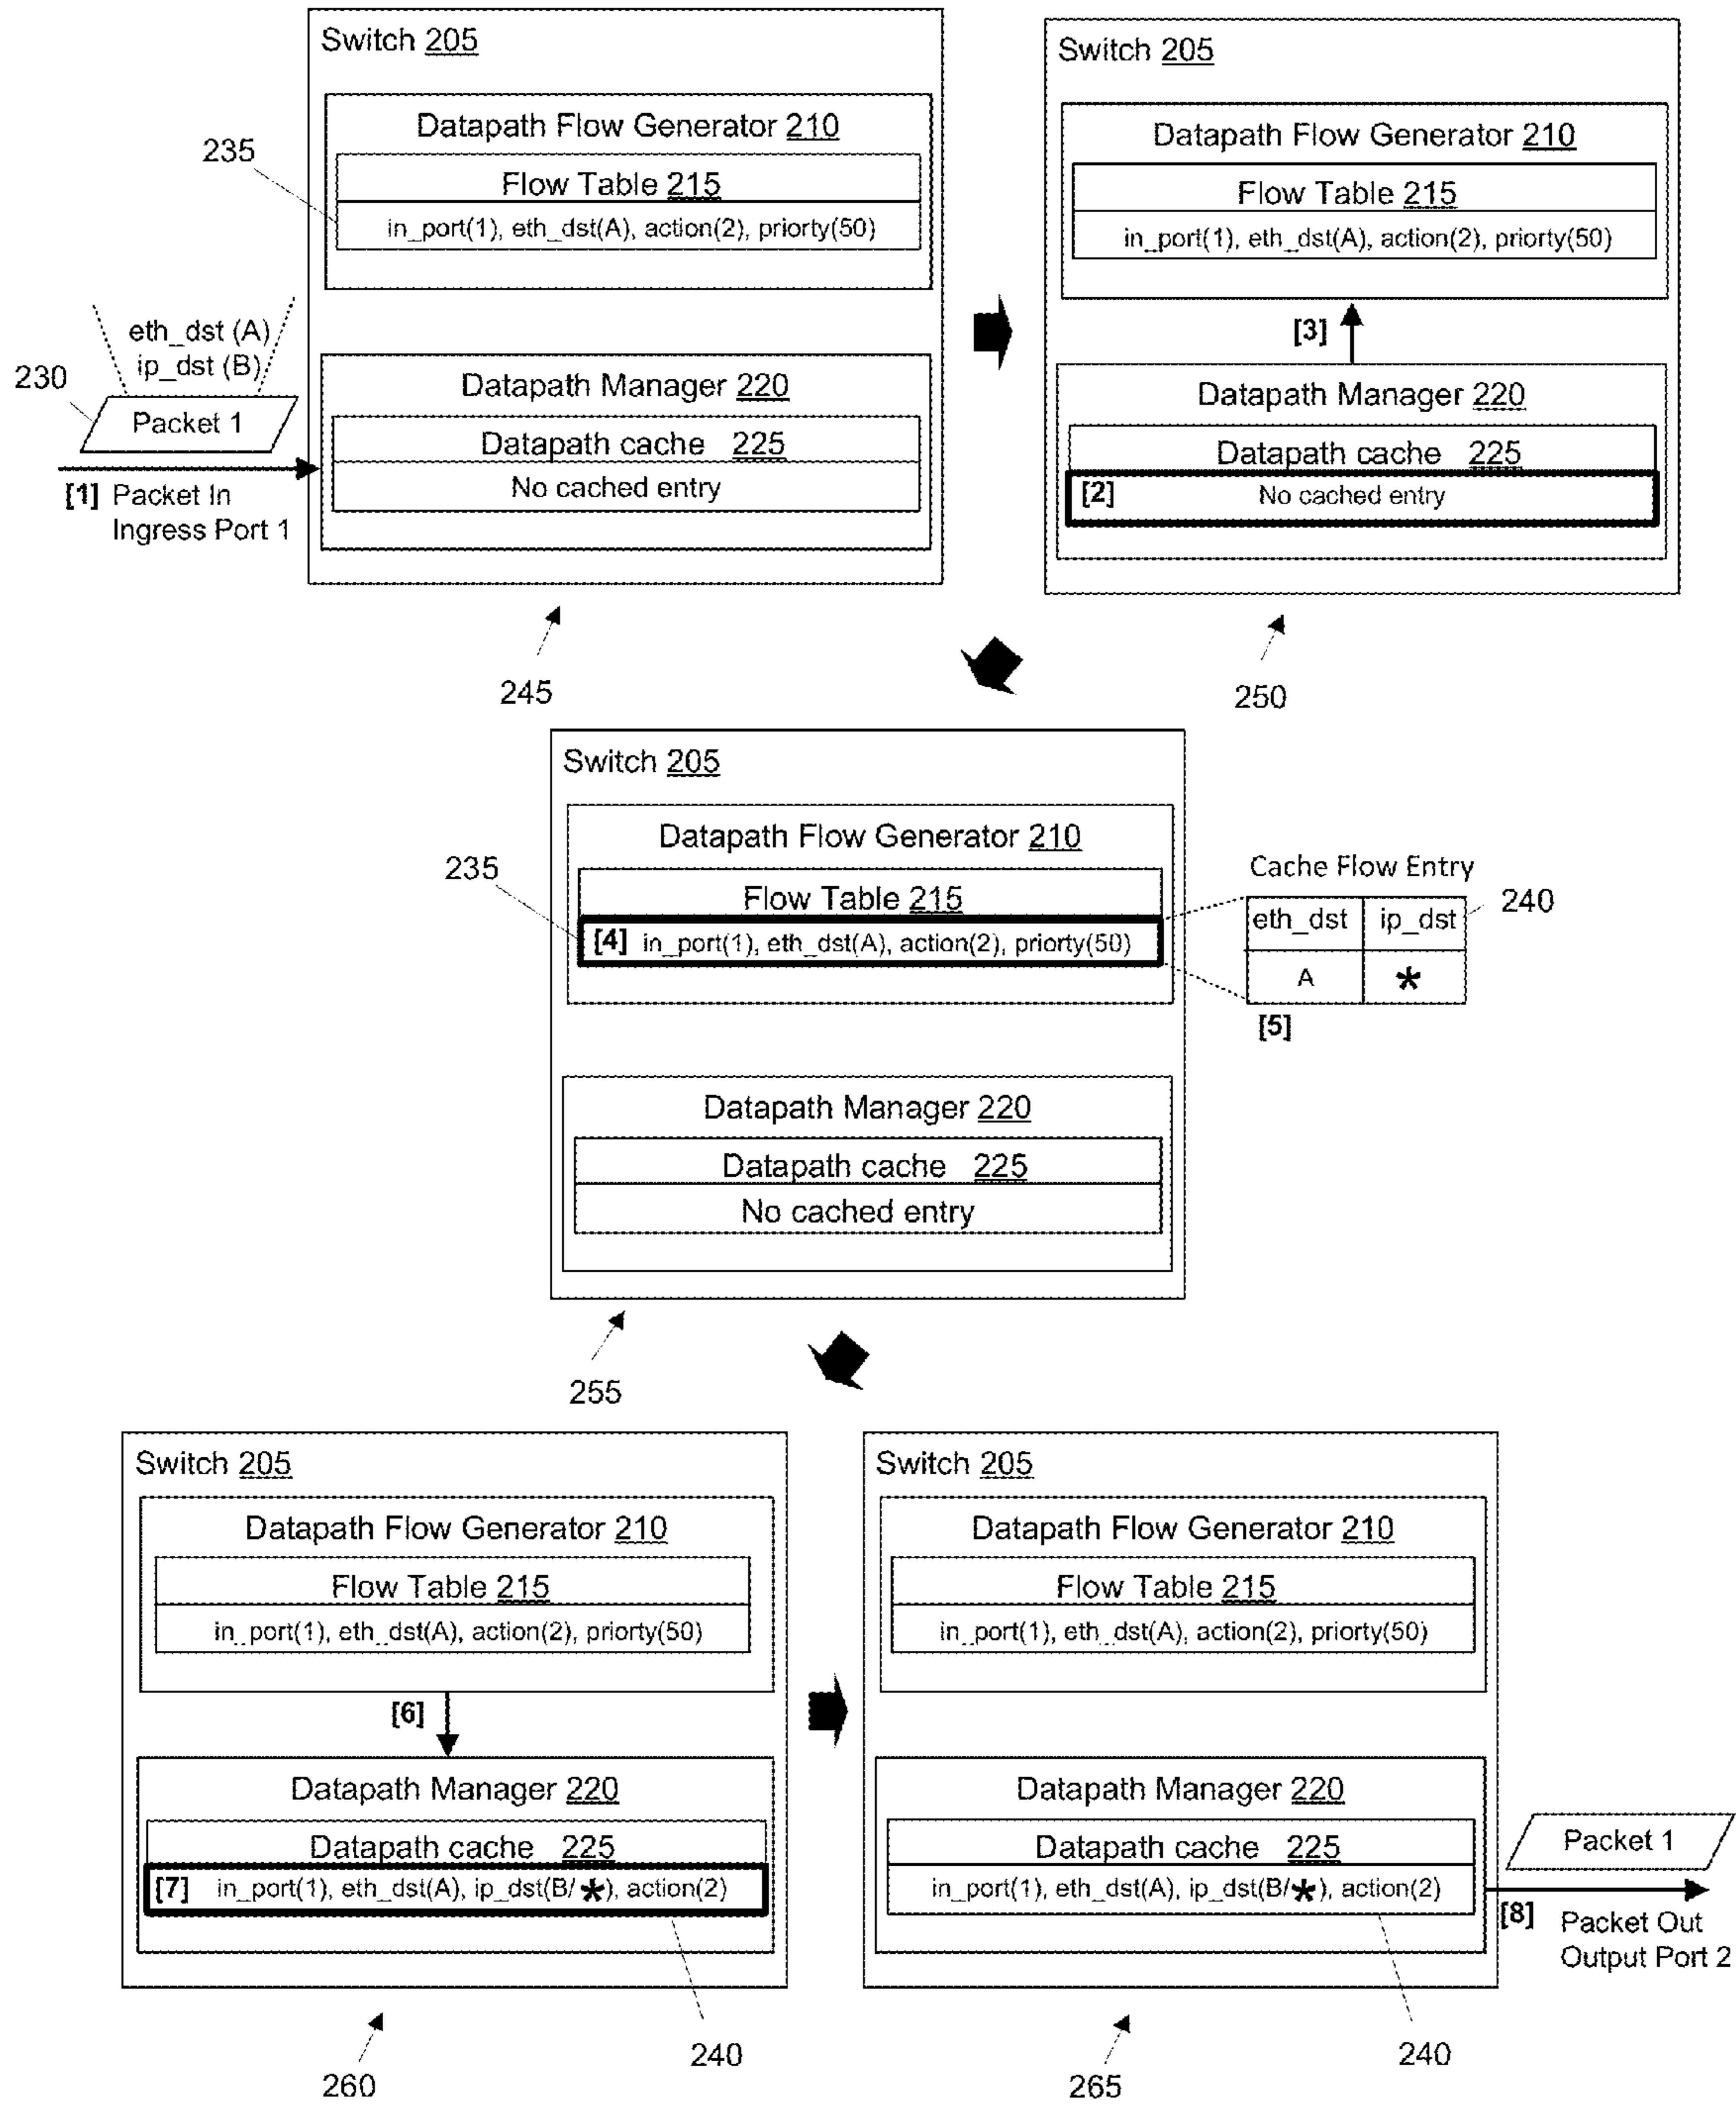 Switch 205
Datapath Flow Generator 210
235
Flow Table 215
in_port(1), eth_dst(A), action(2), priorty(50)
eth_dst (A)
ip_dst (B)
230
Packet 1
[1] Packet In
Ingress Port 1
Datapath Manager 220
Datapath cache 225
No cached entry
245
Switch 205
Datapath Flow Generator 210
Flow Table 215
in_port(1), eth_dst(A), action(2), priorty(50)
[3]
Datapath Manager 220
Datapath cache 225
[2] No cached entry
250
Switch 205
Datapath Flow Generator 210
235
Flow Table 215
[4] in_port(1), eth_dst(A), action(2), priorty(50)
Cache Flow Entry
240
eth_dst ip_dst
A *
[5]
Datapath Manager 220
Datapath cache 225
No cached entry
255
Switch 205
Datapath Flow Generator 210
Flow Table 215
in_port(1), eth_dst(A), action(2), priorty(50)
[6]
Datapath Manager 220
Datapath cache 225
[7] in_port(1), eth_dst(A), ip_dst(B/*), action(2)
240
260
Switch 205
Datapath Flow Generator 210
Flow Table 215
in_port(1), eth_dst(A), action(2), priorty(50)
Datapath Manager 220
Datapath cache 225
in_port(1), eth_dst(A), ip_dst(B/*), action(2)
Packet 1
[8] Packet Out
Output Port 2
240
265